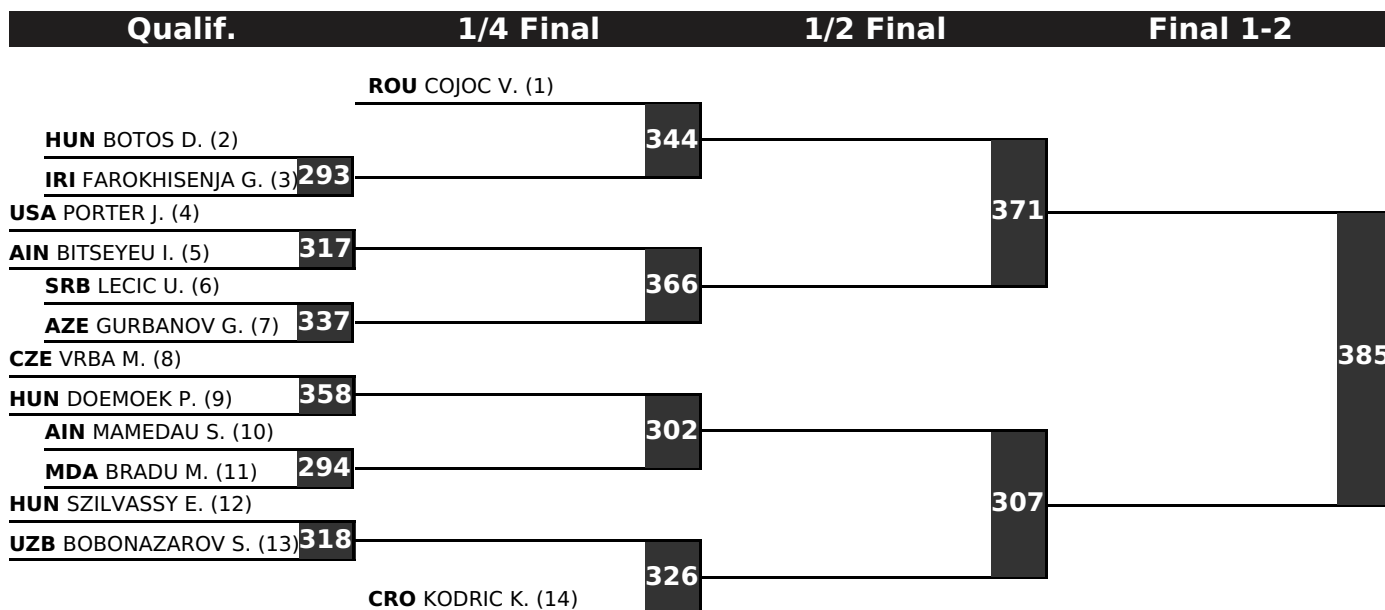 Qualif. 1/4 Final 1/2 Final Final 1-2
ROU COJOC V. (1)
HUN BOTOS D. (2)
344
IRI FAROKHISENJA G. (3) 293
USA PORTER J. (4)
371
AIN BITSEYEU I. (5) 317
SRB LECIC U. (6)
366
AZE GURBANOV G. (7) 337
CZE VRBA M. (8)
385
HUN DOEMOEK P. (9) 358
AIN MAMEDAU S. (10)
302
MDA BRADU M. (11) 294
HUN SZILVASSY E. (12)
307
UZB BOBONAZAROV S. (13) 318
326
CRO KODRIC K. (14)